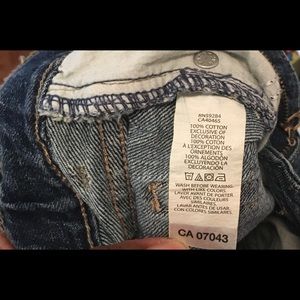 RN59284
CA40465
100% COTTON
EXCLUSIVE OF
DECORATION
100% COTON
À L'EXCEPTION
DES ORNEMENTS
100% ALGODÓN
EXCLUYENDO LA
DECORACIÓN
WASH BEFORE WEARING
WITH LIKE COLORS.
LAVER AVANT DE PORTER
AVEC DES COULEURS
SIMILAIRES.
LAVAR ANTES DE USAR
CON COLORES
SIMILARES.
CA 07043